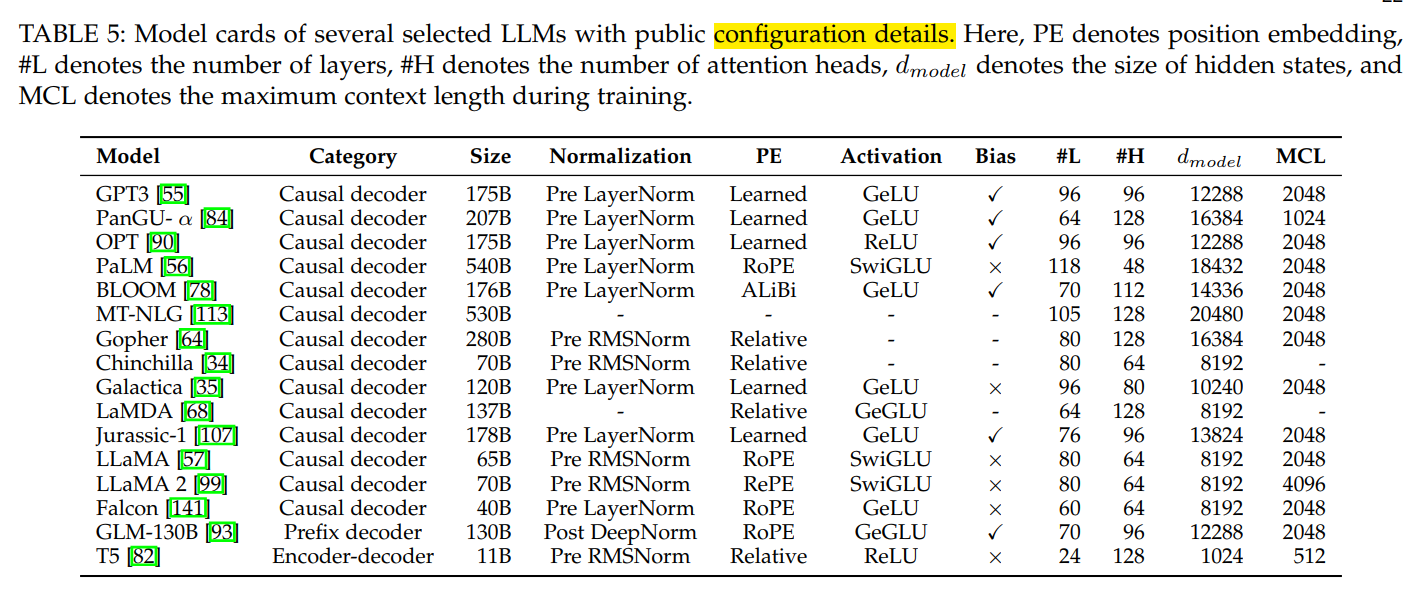 TABLE 5: Model cards of several selected LLMs with public configuration details. Here, PE denotes position embedding,
#L denotes the number of layers, #H denotes the number of attention heads, d_model denotes the size of hidden states, and
MCL denotes the maximum context length during training.
Model Category Size Normalization PE Activation Bias #L #H d_model MCL
GPT3 [55] Causal decoder 175B Pre LayerNorm Learned GeLU ✓ 96 96 12288 2048
PanGU- α [84] Causal decoder 207B Pre LayerNorm Learned GeLU ✓ 64 128 16384 1024
OPT [90] Causal decoder 175B Pre LayerNorm Learned ReLU ✓ 96 96 12288 2048
PaLM [56] Causal decoder 540B Pre LayerNorm RoPE SwiGLU × 118 48 18432 2048
BLOOM [78] Causal decoder 176B Pre LayerNorm ALiBi GeLU ✓ 70 112 14336 2048
MT-NLG [113] Causal decoder 530B - - - - 105 128 20480 2048
Gopher [64] Causal decoder 280B Pre RMSNorm Relative - - 80 128 16384 2048
Chinchilla [34] Causal decoder 70B Pre RMSNorm Relative - - 80 64 8192 -
Galactica [35] Causal decoder 120B Pre LayerNorm Learned GeLU × 96 80 10240 2048
LaMDA [68] Causal decoder 137B - Relative GeGLU - 64 128 8192 -
Jurassic-1 [107] Causal decoder 178B Pre LayerNorm Learned GeLU ✓ 76 96 13824 2048
LLaMA [57] Causal decoder 65B Pre RMSNorm RoPE SwiGLU × 80 64 8192 2048
LLaMA 2 [99] Causal decoder 70B Pre RMSNorm RePE SwiGLU × 80 64 8192 4096
Falcon [141] Causal decoder 40B Pre LayerNorm RoPE GeLU × 60 64 8192 2048
GLM-130B [93] Prefix decoder 130B Post DeepNorm RoPE GeGLU ✓ 70 96 12288 2048
T5 [82] Encoder-decoder 11B Pre RMSNorm Relative ReLU × 24 128 1024 512